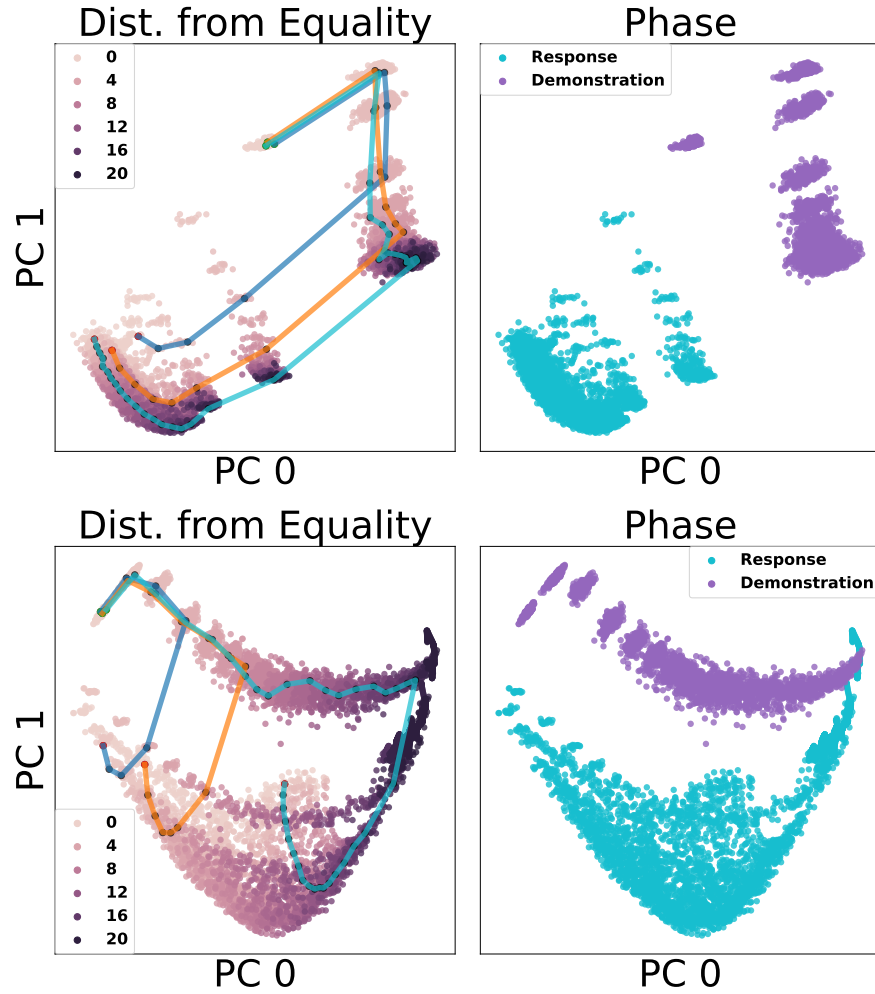 Dist. from Equality
0
4
8
12
16
20
PC 1
PC 0
Phase
Response
Demonstration
PC 0
Dist. from Equality
PC 1
0
4
8
12
16
20
PC 0
Phase
Response
Demonstration
PC 0